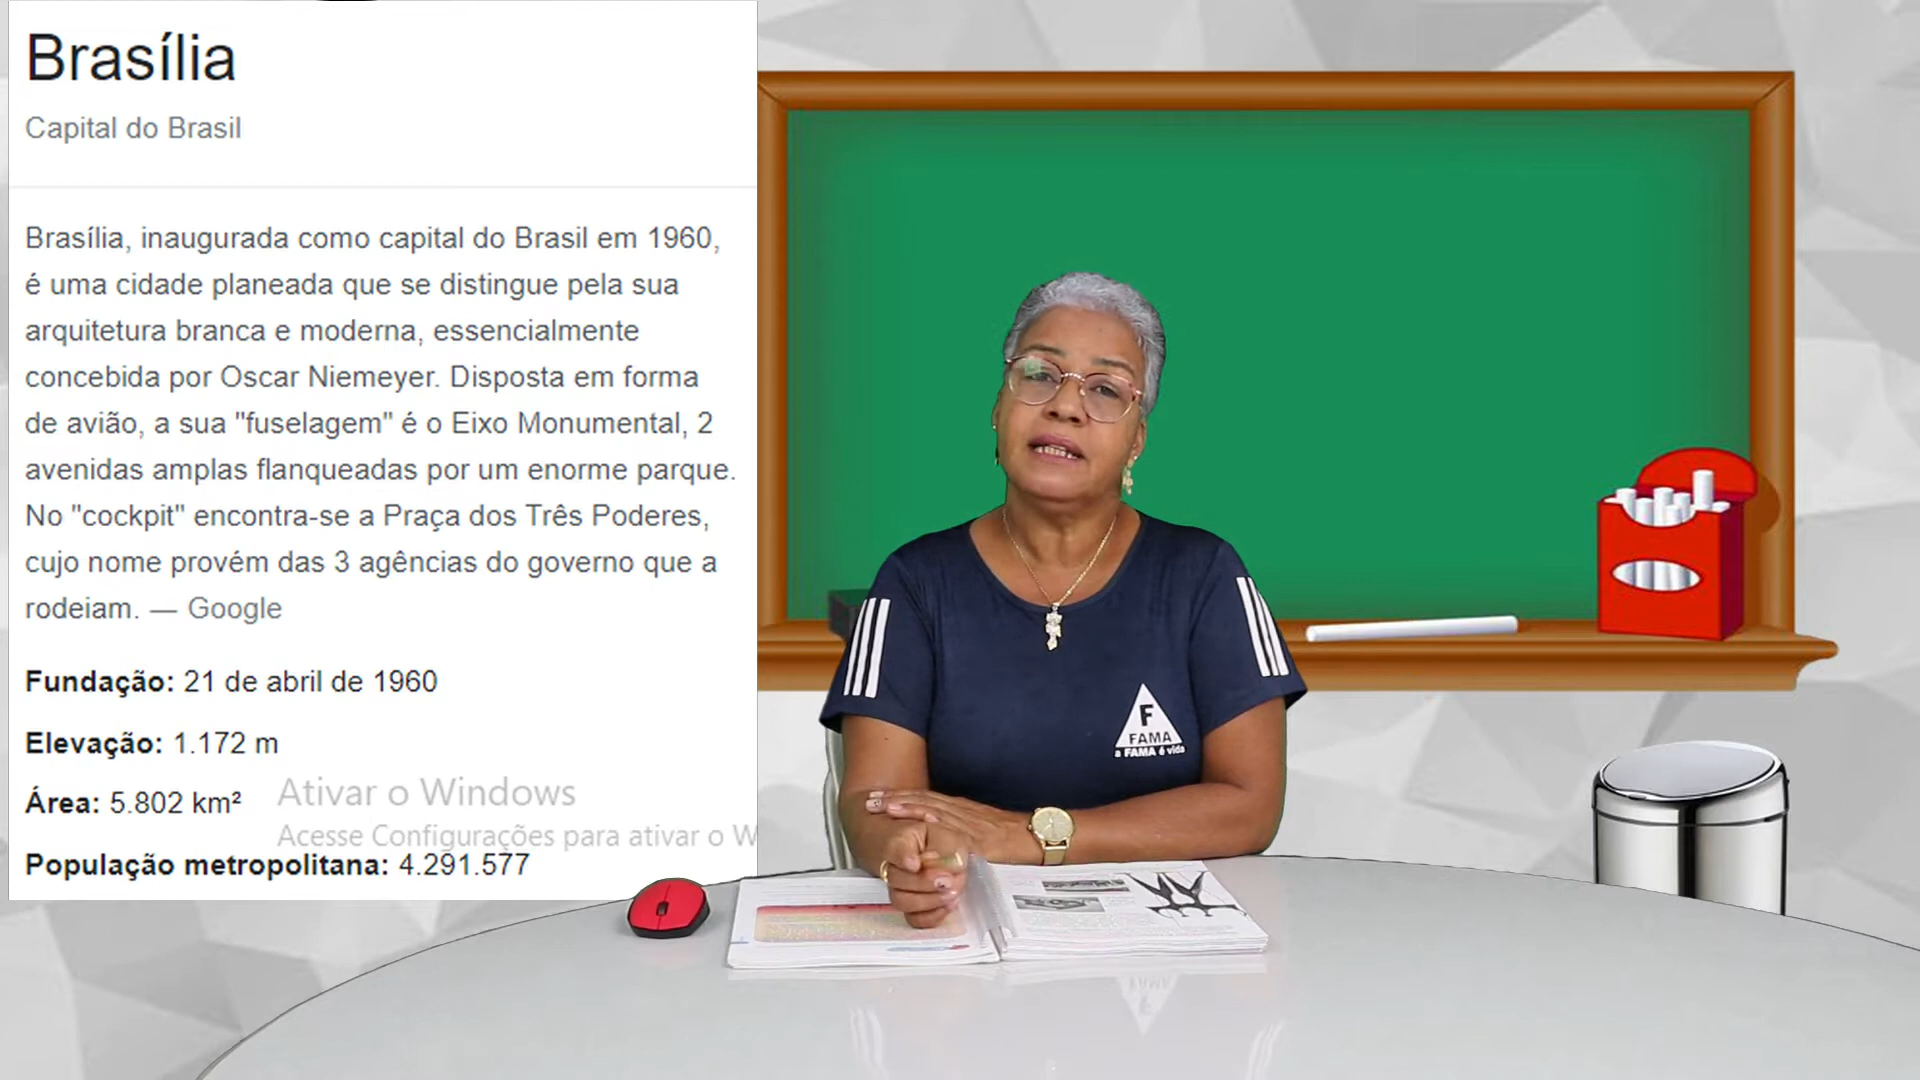 Brasília
Capital do Brasil
Brasília, inaugurada como capital do Brasil em 1960,
é uma cidade planeada que se distingue pela sua
arquitetura branca e moderna, essencialmente
concebida por Oscar Niemeyer. Disposta em forma
de avião, a sua "fuselagem" é o Eixo Monumental, 2
avenidas amplas flanqueadas por um enorme parque.
No "cockpit" encontra-se a Praça dos Três Poderes,
cujo nome provém das 3 agências do governo que a
rodeiam. — Google
Fundação: 21 de abril de 1960
Elevação: 1.172 m
Área: 5.802 km²
Ativar o Windows
Acesse Configurações para ativar o W
População metropolitana: 4.291.577
F
FAMA
a FAMA é vida